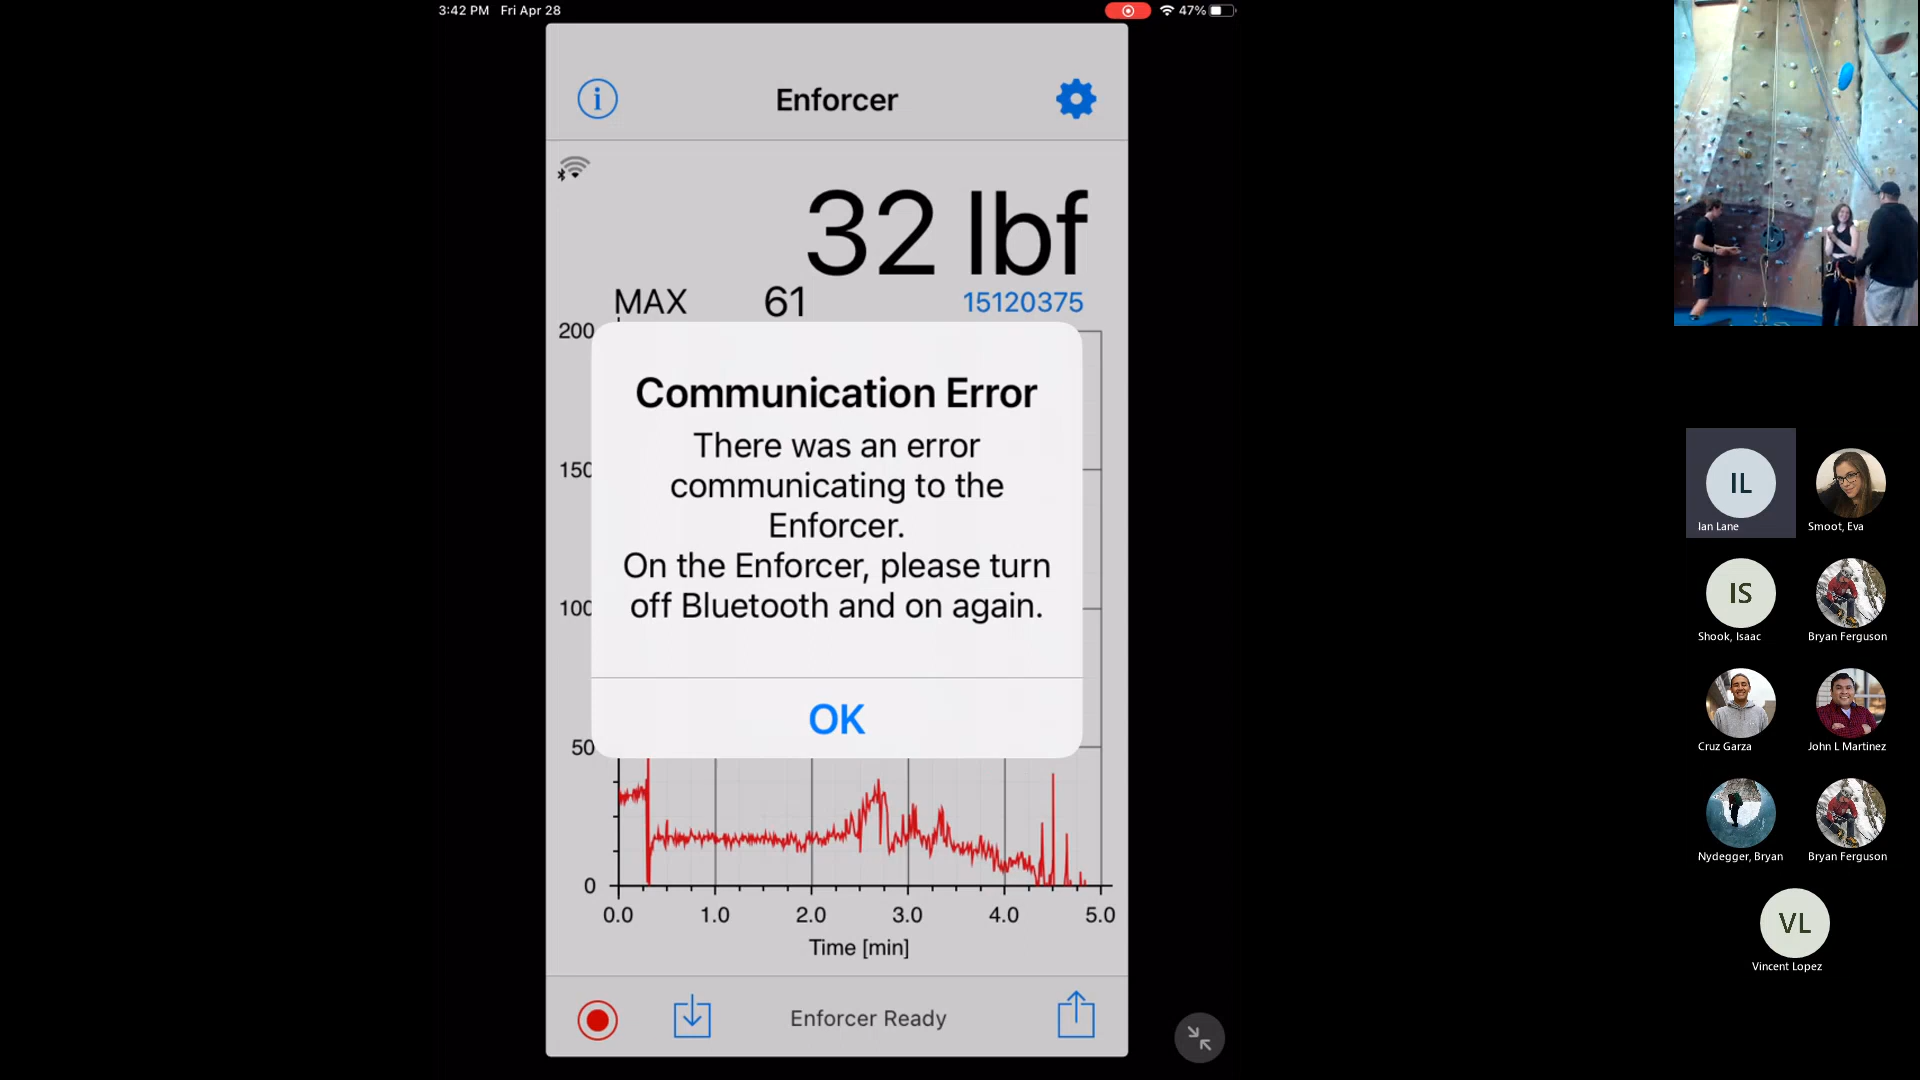 3:42 PM Fri Apr 28
47%
Enforcer
32 lbf
MAX 61 15120375
200
150
100
50
0
Communication Error
There was an error
communicating to the
Enforcer.
On the Enforcer, please turn
off Bluetooth and on again.
OK
0.0 1.0 2.0 3.0 4.0 5.0
Time [min]
Enforcer Ready
IL
Ian Lane
Smoot, Eva
IS
Shook, Isaac
Bryan Ferguson
Cruz Garza
John L Martinez
Nydegger, Bryan
Bryan Ferguson
VL
Vincent Lopez